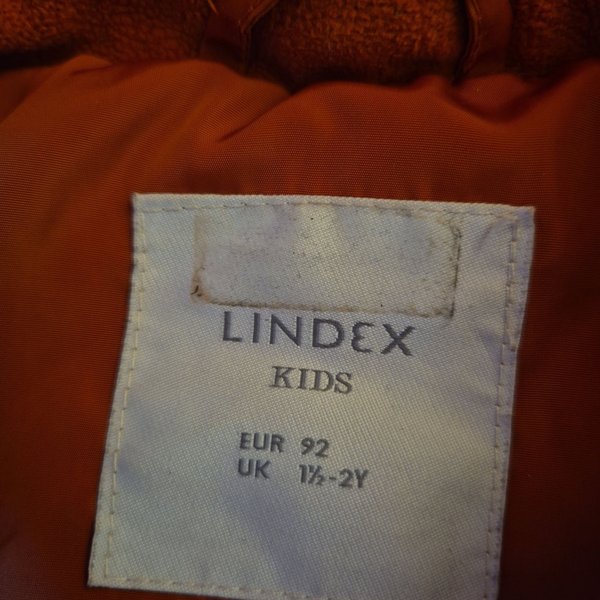 LINDEX
KIDS
EUR 92
UK 1½-2Y